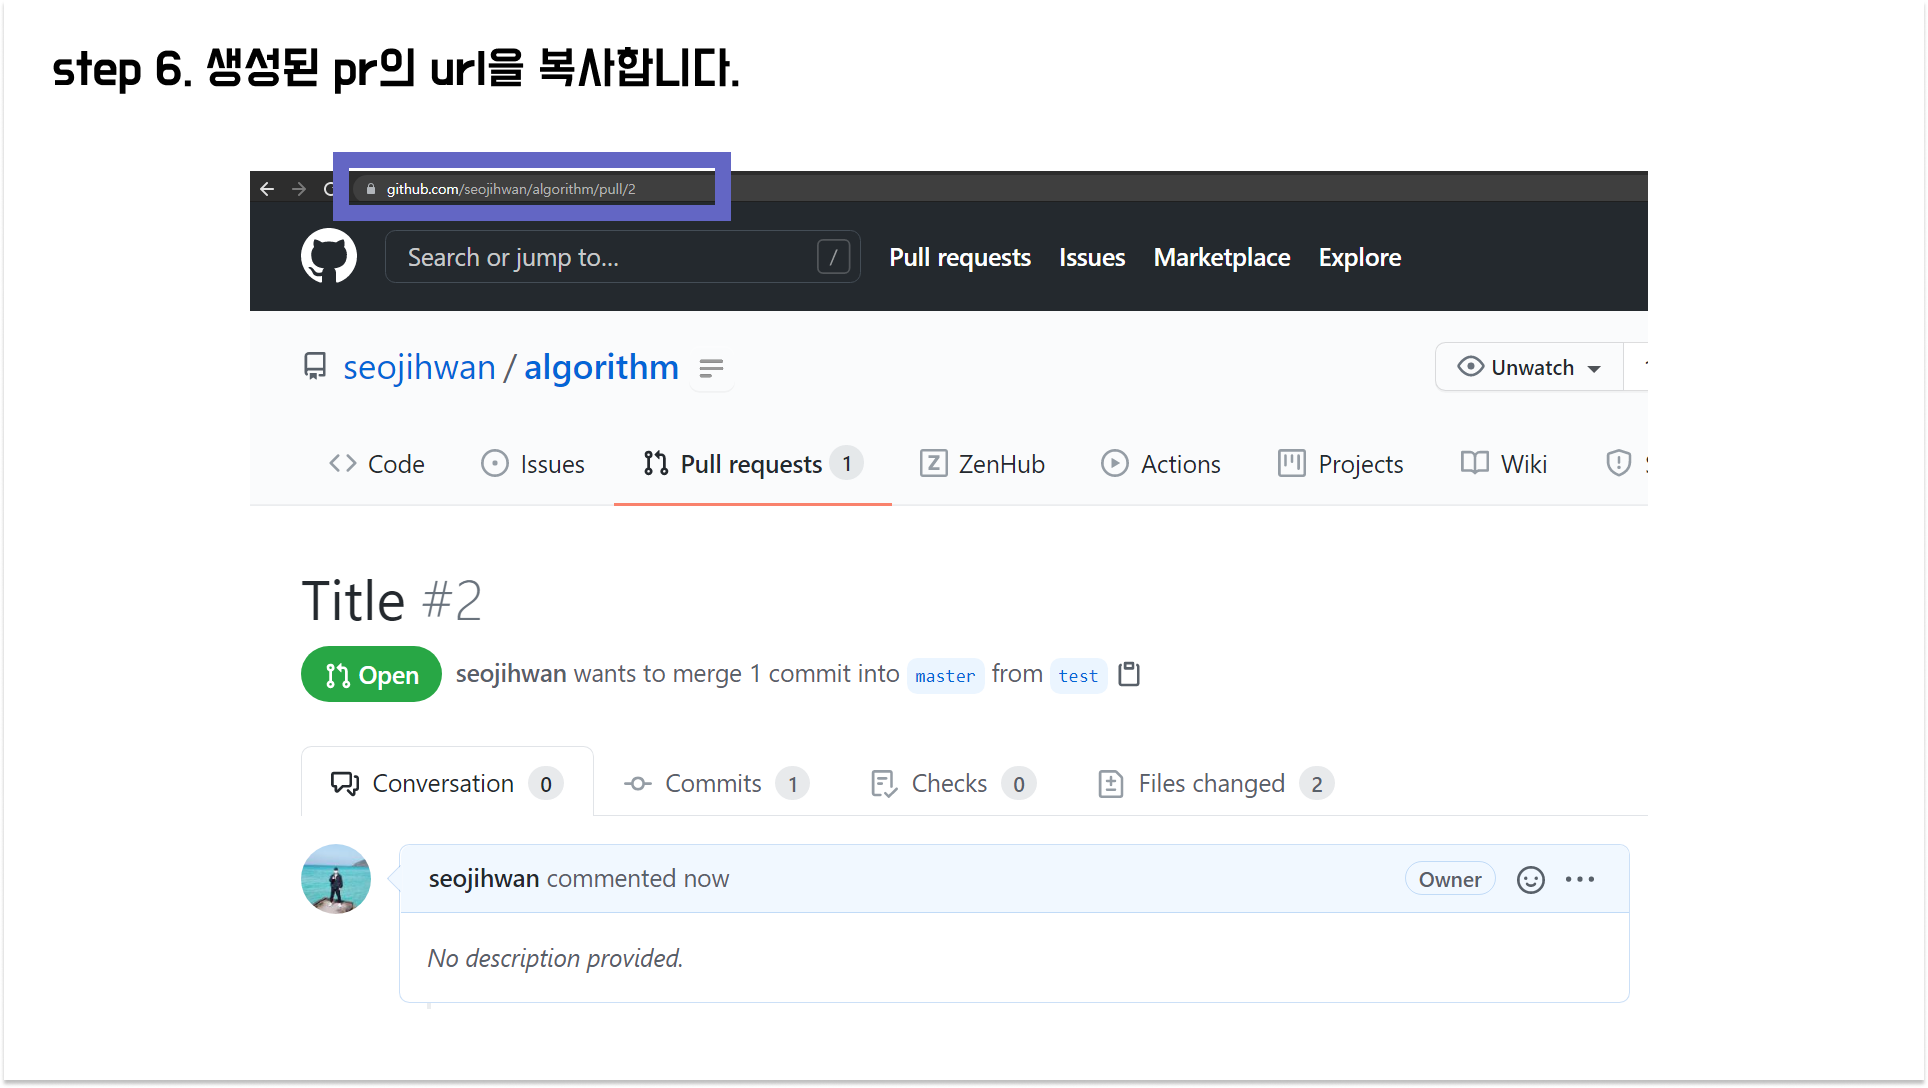 step 6. 생성된 pr의 url을 복사합니다.
github.com/seojihwan/algorithm/pull/2
Search or jump to... / Pull requests Issues Marketplace Explore
seojihwan / algorithm Unwatch
Code Issues Pull requests 1 ZenHub Actions Projects Wiki
Title #2
Open seojihwan wants to merge 1 commit into master from test
Conversation 0 Commits 1 Checks 0 Files changed 2
seojihwan commented now Owner
No description provided.